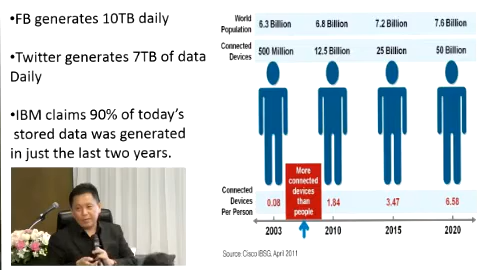 •FB generates 10TB daily
•Twitter generates 7TB of data
Daily
•IBM claims 90% of today's
stored data was generated
in just the last two years.
World
Population
6.3 Billion 6.8 Billion 7.2 Billion 7.6 Billion
Connected
Devices
500 Million 12.5 Billion 25 Billion 50 Billion
More
connected
devices
than
people
Connected
Devices
Per Person
0.08 1.84 3.47 6.58
2003 2010 2015 2020
Source: Cisco IBSG, April 2011